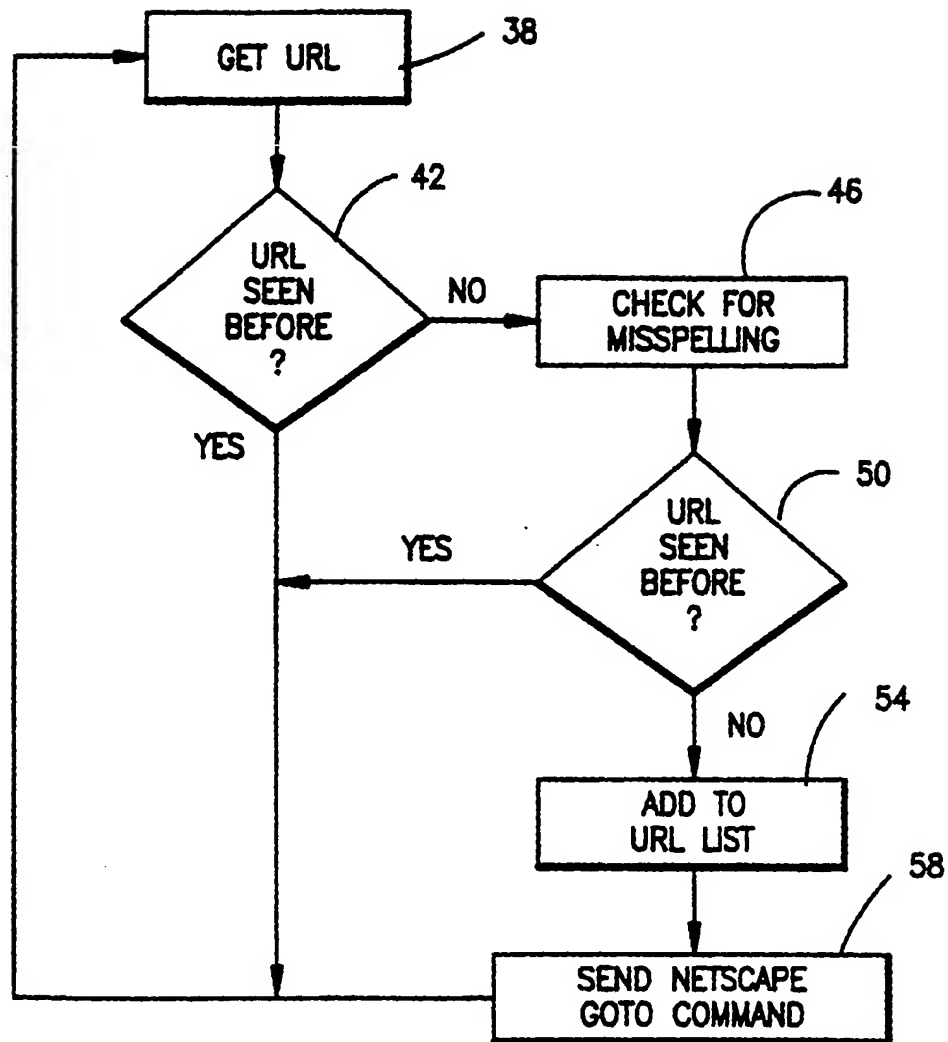 GET URL
38
42
URL
SEEN
BEFORE
?
NO
YES
46
CHECK FOR
MISSPELLING
50
URL
SEEN
BEFORE
?
YES
NO
54
ADD TO
URL LIST
58
SEND NETSCAPE
GOTO COMMAND